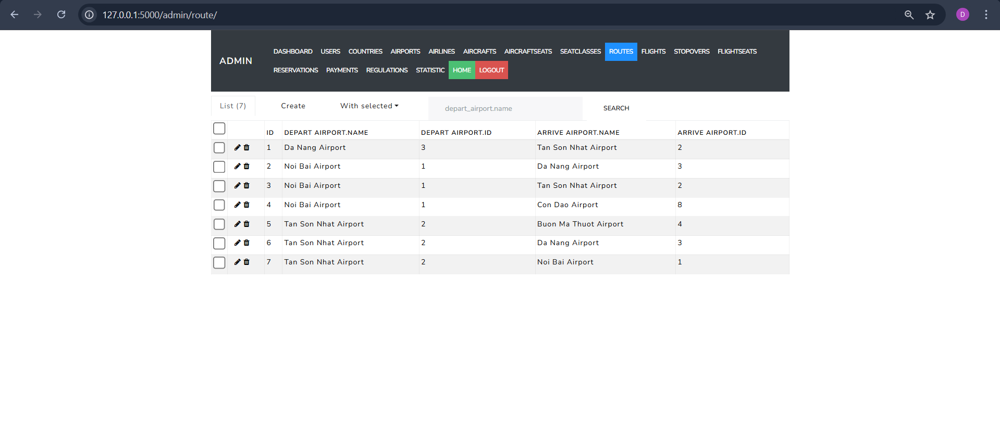 127.0.0.1:5000/admin/route/
D
ADMIN
DASHBOARD USERS COUNTRIES AIRPORTS AIRLINES AIRCRAFTS AIRCRAFTSEATS SEATCLASSES ROUTES FLIGHTS STOPOVERS FLIGHTSEATS
RESERVATIONS PAYMENTS REGULATIONS STATISTIC HOME LOGOUT
List (7) Create With selected depart_airport.name SEARCH
ID DEPART AIRPORT.NAME DEPART AIRPORT.ID ARRIVE AIRPORT.NAME ARRIVE AIRPORT.ID
1 Da Nang Airport 3 Tan Son Nhat Airport 2
2 Noi Bai Airport 1 Da Nang Airport 3
3 Noi Bai Airport 1 Tan Son Nhat Airport 2
4 Noi Bai Airport 1 Con Dao Airport 8
5 Tan Son Nhat Airport 2 Buon Ma Thuot Airport 4
6 Tan Son Nhat Airport 2 Da Nang Airport 3
7 Tan Son Nhat Airport 2 Noi Bai Airport 1